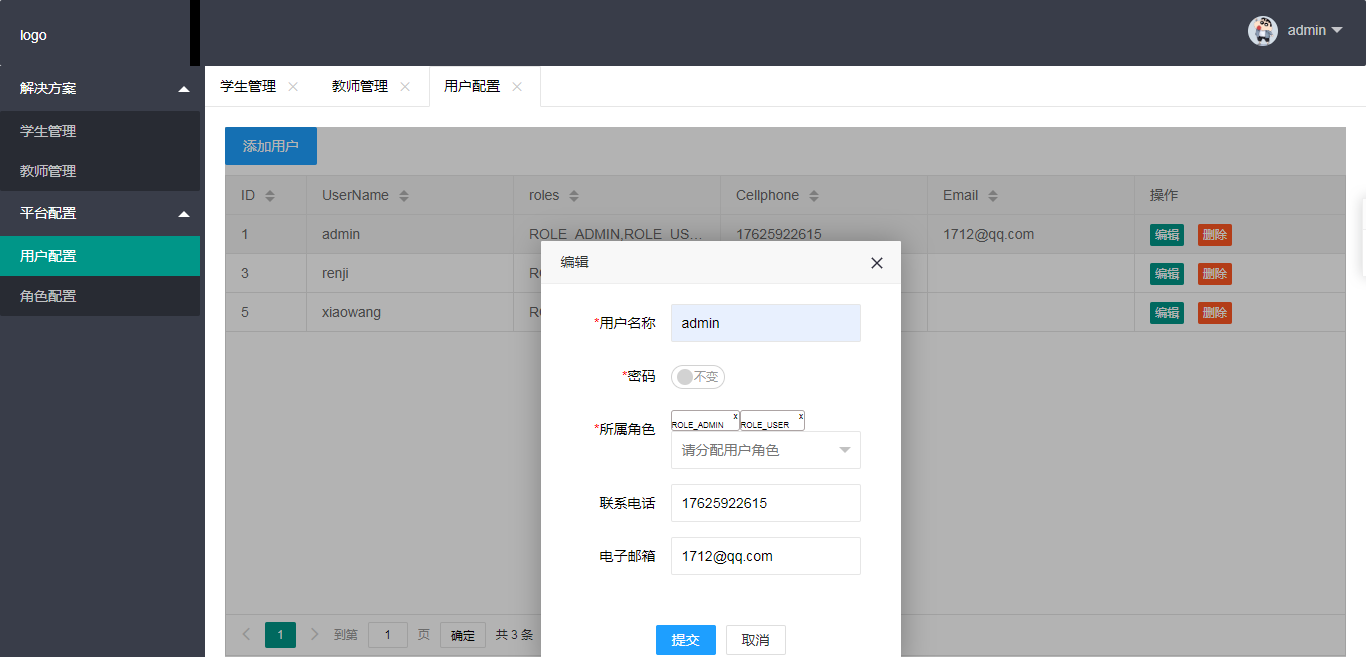 logo
admin
解决方案
学生管理
教师管理
平台配置
用户配置
角色配置
学生管理 教师管理 用户配置
添加用户
ID UserName roles Cellphone Email 操作
1 admin ROLE_ADMIN,ROLE_US... 17625922615 1712@qq.com 编辑 删除
3 renji 编辑 删除
5 xiaowang 编辑 删除
编辑
*用户名称 admin
*密码 不变
*所属角色 ROLE_ADMIN x ROLE_USER x
请分配用户角色
联系电话 17625922615
电子邮箱 1712@qq.com
提交 取消
1 到第 1 页 确定 共 3 条